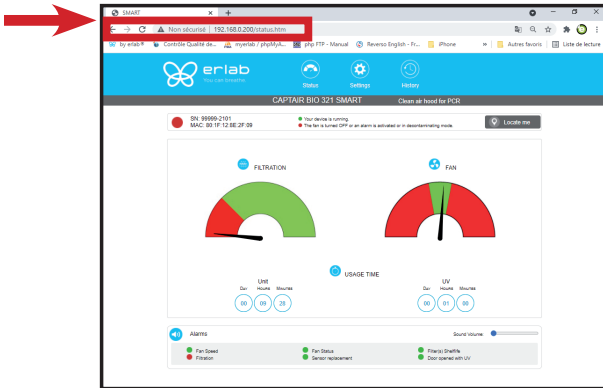 SMART
Non sécurisé | 192.168.0.200/status.htm
by erlab® Contrôle Qualité de... myerlab / phpMyA... php FTP - Manual Reverso English - Fr... iPhone » Autres favoris Liste de lecture
erlab
You can breathe
Status Settings History
CAPTAIR BIO 321 SMART Clean air hood for PCR
SN: 99999-2101
MAC: 80:1F:12:8E:2F:09
Your device is running.
The fan is turned OFF or an alarm is activated or in decontaminating mode.
Locate me
FILTRATION FAN
USAGE TIME
Unit UV
DAY HOURS MINUTES DAY HOURS MINUTES
00 09 28 00 01 00
Alarms Sound Volume
Fan Speed Fan Status Filter(s) Shelflife
Filtration Sensor replacement Door opened with UV